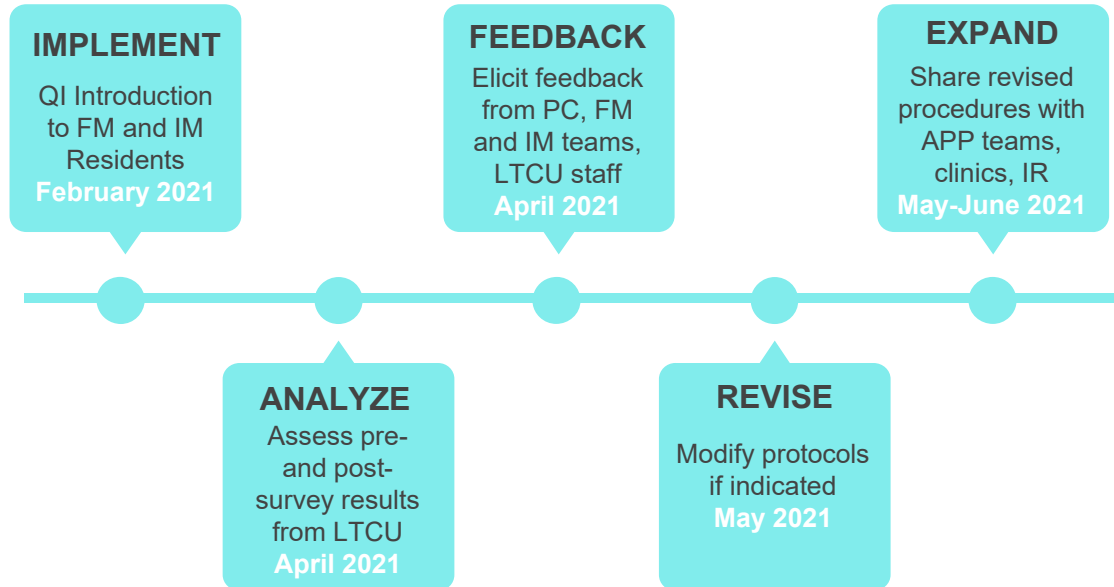 IMPLEMENT
QI Introduction
to FM and IM
Residents
February 2021
ANALYZE
Assess pre-
and post-
survey results
from LTCU
April 2021
FEEDBACK
Elicit feedback
from PC, FM
and IM teams,
LTCU staff
April 2021
REVISE
Modify protocols
if indicated
May 2021
EXPAND
Share revised
procedures with
APP teams,
clinics, IR
May-June 2021